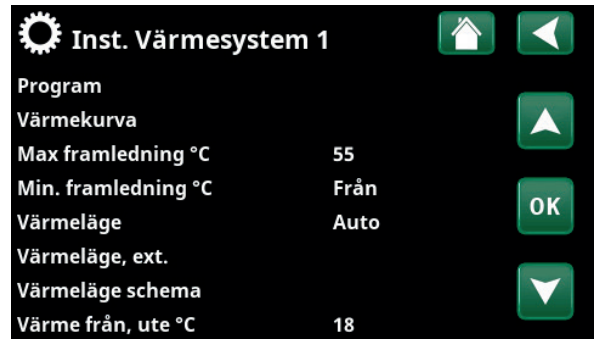 Inst. Värmesystem 1
Program
Värmekurva
Max framledning °C 55
Min. framledning °C Från
Värmeläge Auto
OK
Värmeläge, ext.
Värmeläge schema
Värme från, ute °C 18